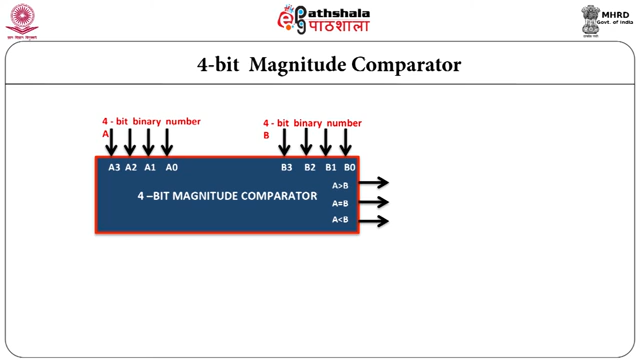 Pathshala
पाठशाला
MHRD
Govt. of India
4-bit Magnitude Comparator
4 - bit binary number
A
4 - bit binary number
B
A3 A2 A1 A0 B3 B2 B1 B0
4 –BIT MAGNITUDE COMPARATOR
A>B
A=B
A<B